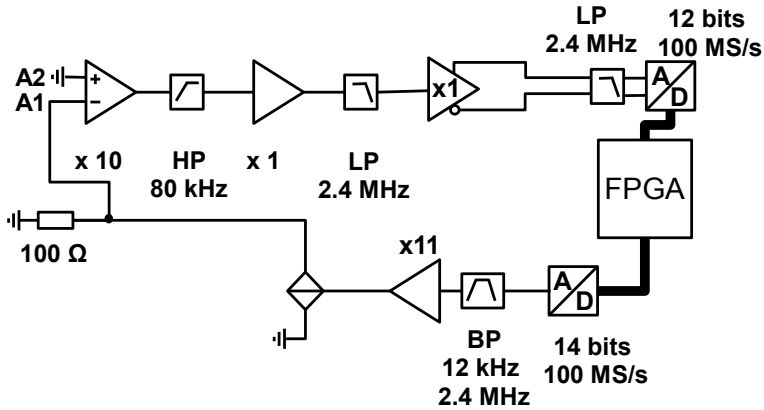 LP
2.4 MHz
12 bits
100 MS/s
A2
A1
+
−
x1
A
D
x 10
HP
80 kHz
x 1
LP
2.4 MHz
FPGA
100 Ω
x11
A
D
BP
12 kHz
2.4 MHz
14 bits
100 MS/s